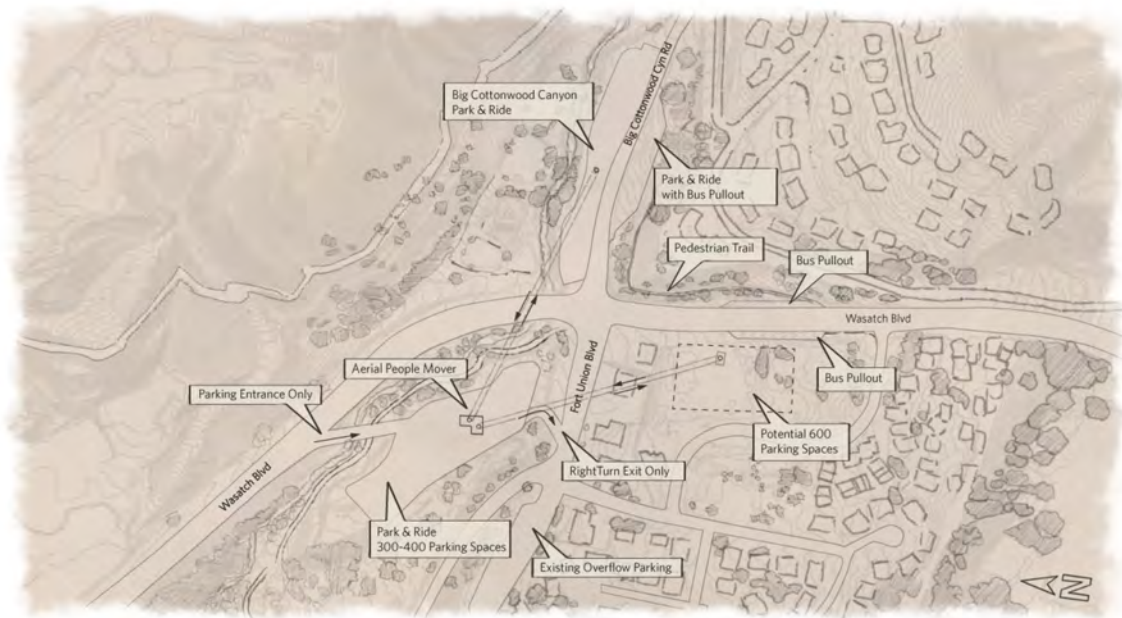 Big Cottonwood Canyon
Park & Ride
Big Cottonwood Cyn Rd
Park & Ride
with Bus Pullout
Pedestrian Trail
Bus Pullout
Wasatch Blvd
Aerial People Mover
Fort Union Blvd
Bus Pullout
Parking Entrance Only
Potential 600
Parking Spaces
RightTurn Exit Only
Wasatch Blvd
Park & Ride
300-400 Parking Spaces
Existing Overflow Parking
N